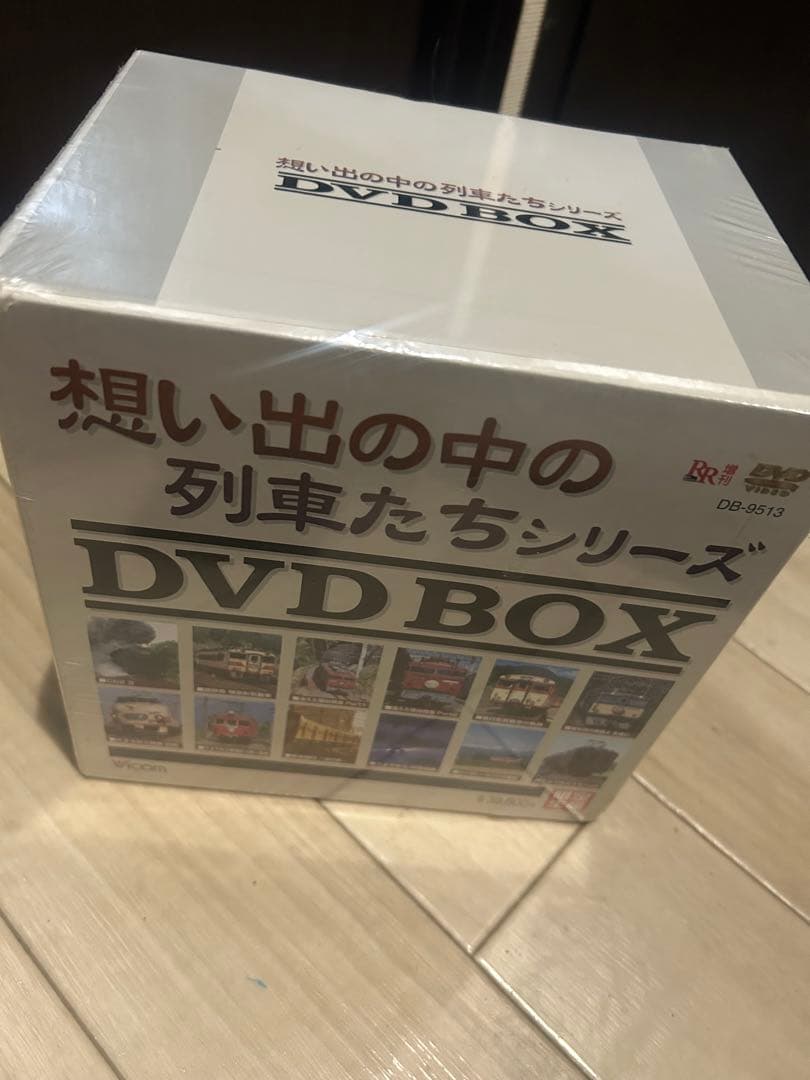 想い出の中の列車たちシリーズ
DVD BOX
想い出の中の
列車たちシリーズ
DVD BOX
RR 増刊
DVD
VIDEO
DB-9513
Vicom